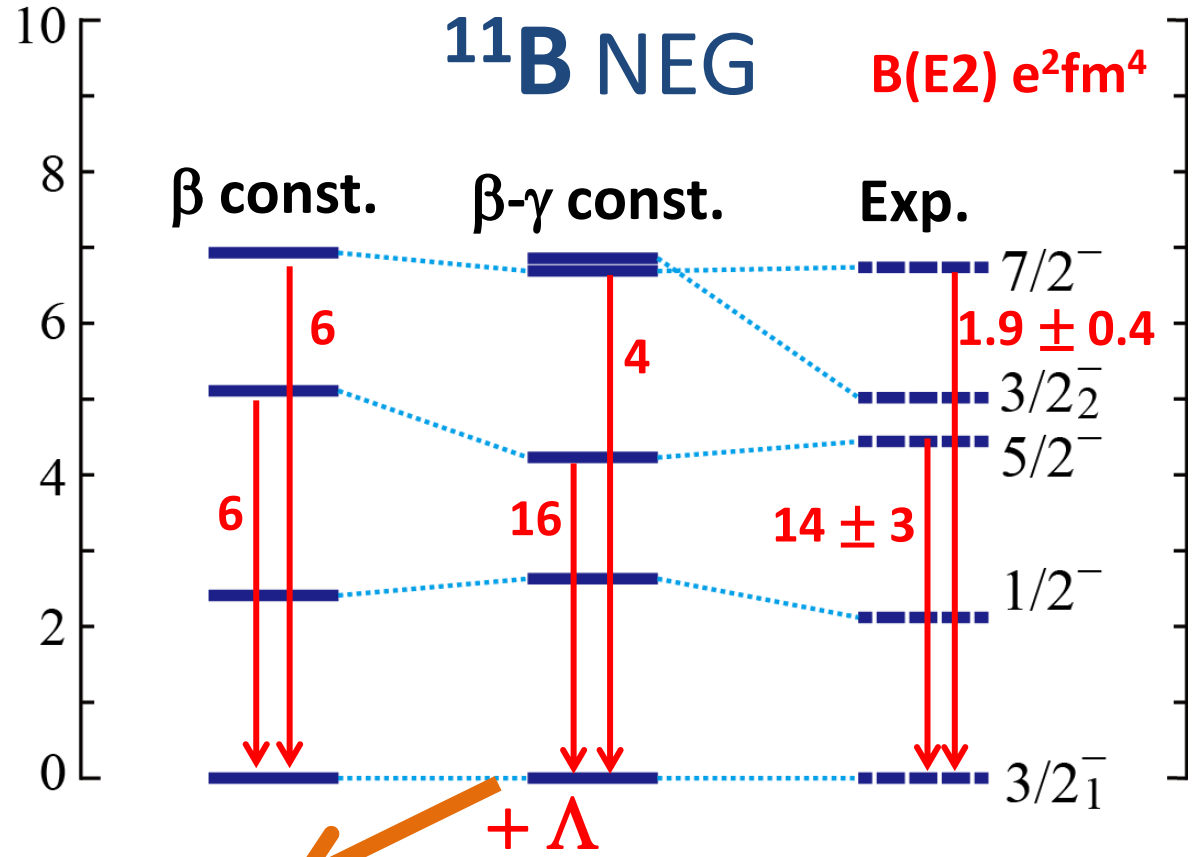 10
¹¹B NEG
B(E2) e²fm⁴
8
β const.
β-γ const.
Exp.
7/2⁻
6
6
4
1.9 ± 0.4
3/2₂⁻
5/2⁻
4
6
16
14 ± 3
1/2⁻
2
0
3/2₁⁻
+ Λ